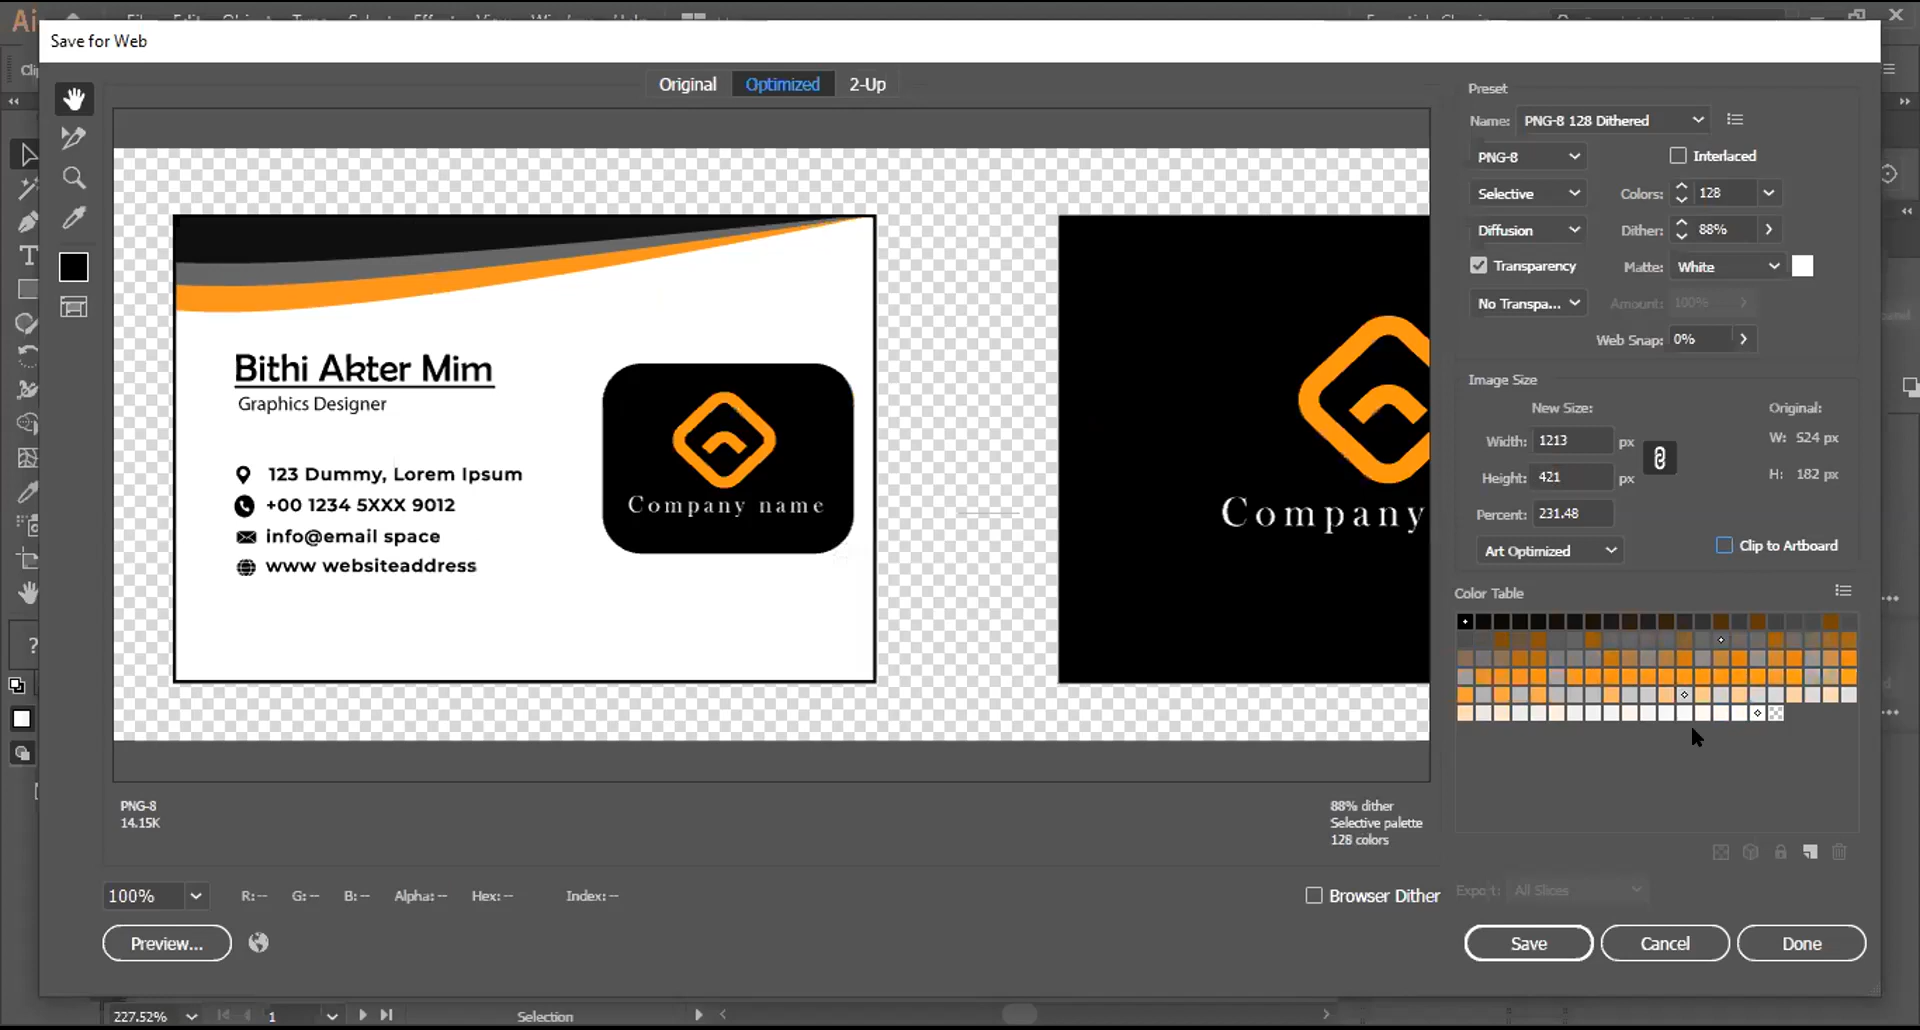 Ai
Save for Web
Original
Optimized
2-Up
Preset
Name:
PNG-8 128 Dithered
PNG-8
Interlaced
Selective
Colors:
128
Diffusion
Dither:
88%
Transparency
Matte:
White
No Transpa...
Amount:
100%
Web Snap:
0%
Image Size
New Size:
Original:
Width:
1213
px
W: 524 px
Height:
421
px
H: 182 px
Percent:
231.48
Art Optimized
Clip to Artboard
Color Table
Bithi Akter Mim
Graphics Designer
123 Dummy, Lorem Ipsum
+00 1234 5XXX 9012
info@email space
www websiteaddress
Company name
Company
PNG-8
14.15K
88% dither
Selective palette
128 colors
100%
R: --
G: --
B: --
Alpha: --
Hex: --
Index: --
Browser Dither
Export:
All Slices
Preview...
Save
Cancel
Done
227.52%
1
Selection